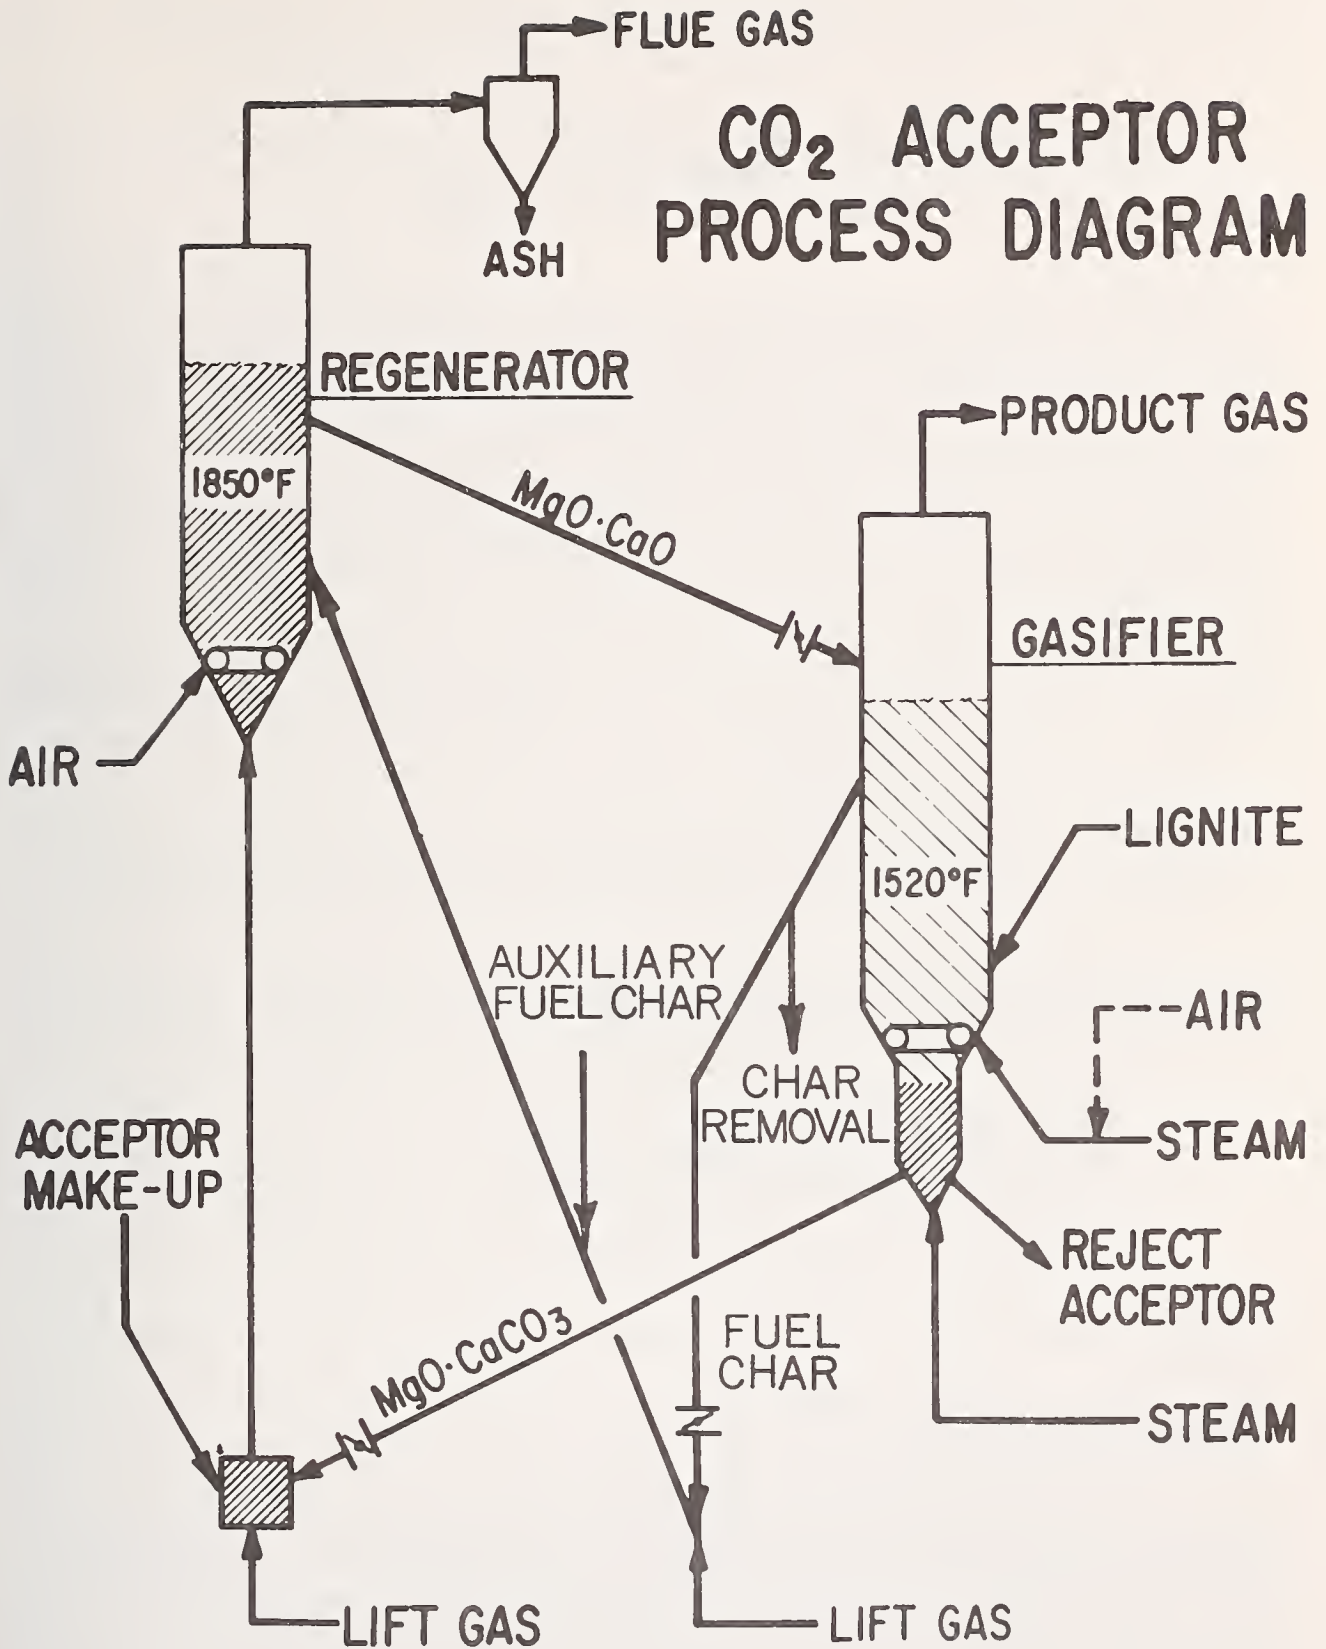 FLUE GAS
CO₂ ACCEPTOR
PROCESS DIAGRAM
ASH
REGENERATOR
PRODUCT GAS
1850°F
MgO·CaO
GASIFIER
AIR
LIGNITE
1520°F
AUXILIARY
FUEL CHAR
AIR
CHAR
REMOVAL
ACCEPTOR
MAKE-UP
STEAM
REJECT
ACCEPTOR
MgO·CaCO₃
FUEL
CHAR
STEAM
LIFT GAS
LIFT GAS